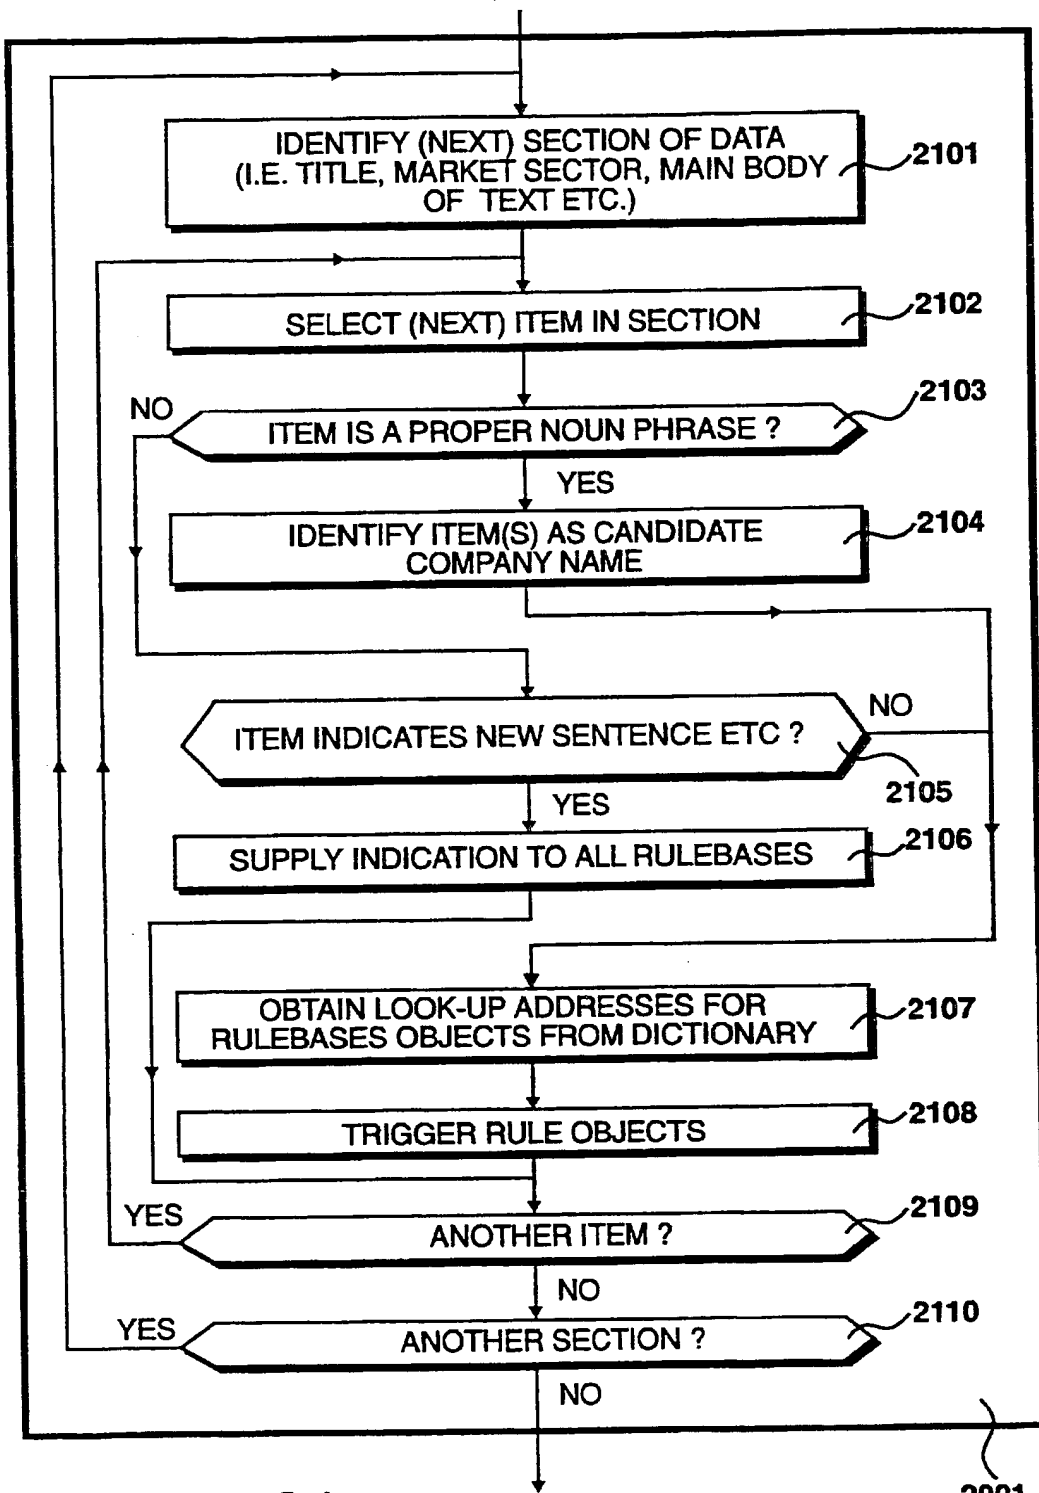 IDENTIFY (NEXT) SECTION OF DATA
(I.E. TITLE, MARKET SECTOR, MAIN BODY
OF TEXT ETC.)
2101
SELECT (NEXT) ITEM IN SECTION
2102
NO
ITEM IS A PROPER NOUN PHRASE ?
2103
YES
IDENTIFY ITEM(S) AS CANDIDATE
COMPANY NAME
2104
ITEM INDICATES NEW SENTENCE ETC ?
NO
2105
YES
SUPPLY INDICATION TO ALL RULEBASES
2106
OBTAIN LOOK-UP ADDRESSES FOR
RULEBASES OBJECTS FROM DICTIONARY
2107
TRIGGER RULE OBJECTS
2108
YES
ANOTHER ITEM ?
2109
NO
YES
ANOTHER SECTION ?
2110
NO